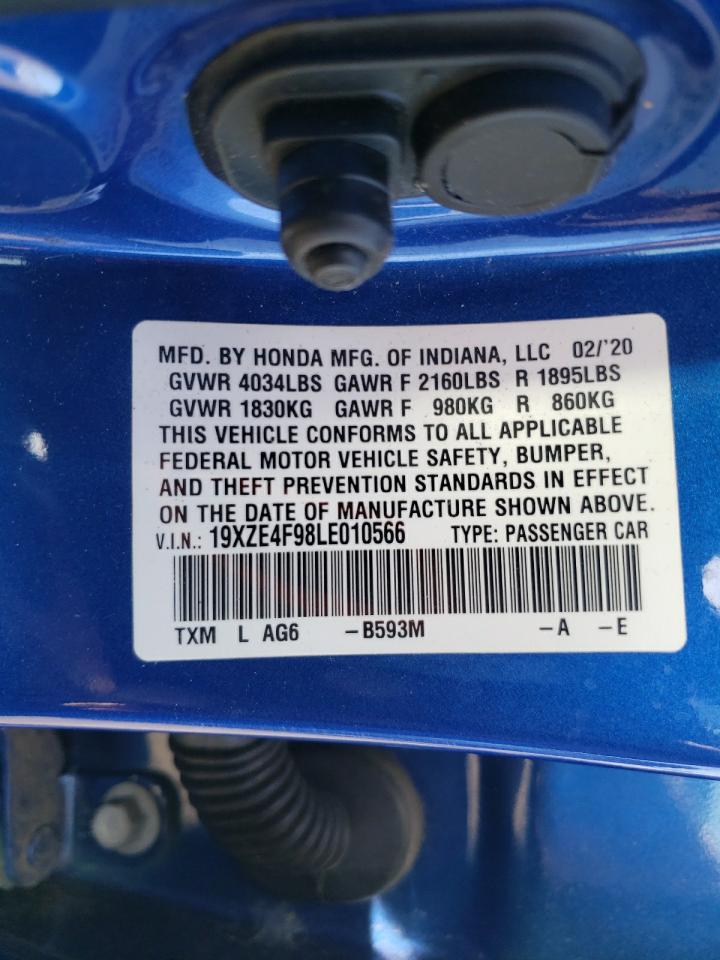 MFD. BY HONDA MFG. OF INDIANA, LLC 02/'20
GVWR 4034LBS GAWR F 2160LBS R 1895LBS
GVWR 1830KG GAWR F 980KG R 860KG
THIS VEHICLE CONFORMS TO ALL APPLICABLE
FEDERAL MOTOR VEHICLE SAFETY, BUMPER,
AND THEFT PREVENTION STANDARDS IN EFFECT
ON THE DATE OF MANUFACTURE SHOWN ABOVE.
V.I.N.: 19XZE4F98LE010566 TYPE: PASSENGER CAR
TXM L AG6 -B593M -A -E